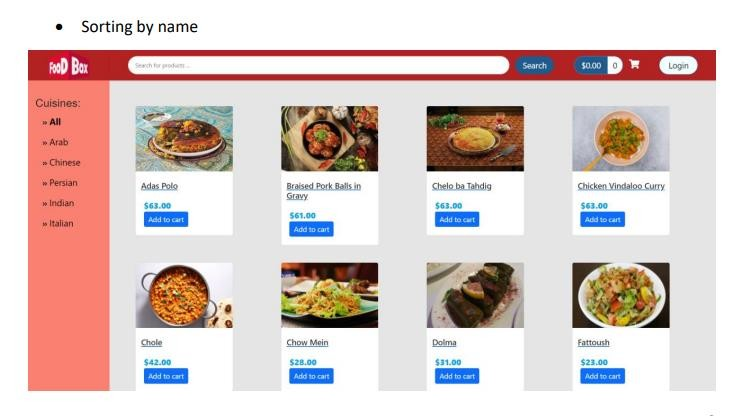 • Sorting by name
FooD Box
Search for products ...
Search
$0.00 0
Login
Cuisines:
» All
» Arab
» Chinese
» Persian
» Indian
» Italian
Adas Polo
$63.00
Add to cart
Braised Pork Balls in
Gravy
$61.00
Add to cart
Chelo ba Tahdig
$63.00
Add to cart
Chicken Vindaloo Curry
$63.00
Add to cart
Chole
$42.00
Add to cart
Chow Mein
$28.00
Add to cart
Dolma
$31.00
Add to cart
Fattoush
$23.00
Add to cart